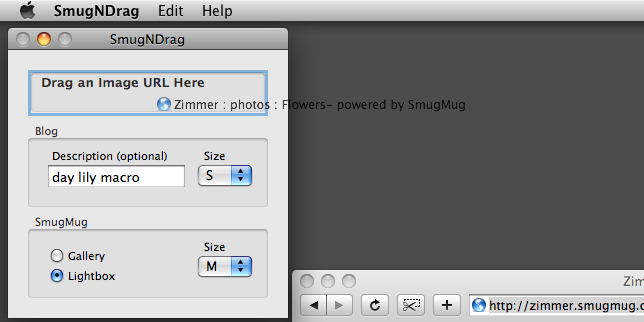 SmugNDrag Edit Help
SmugNDrag
Drag an Image URL Here
Zimmer : photos : Flowers- powered by SmugMug
Blog
Description (optional) Size
day lily macro S
SmugMug
Size
Gallery
M
Lightbox
Zim
http://zimmer.smugmug.c